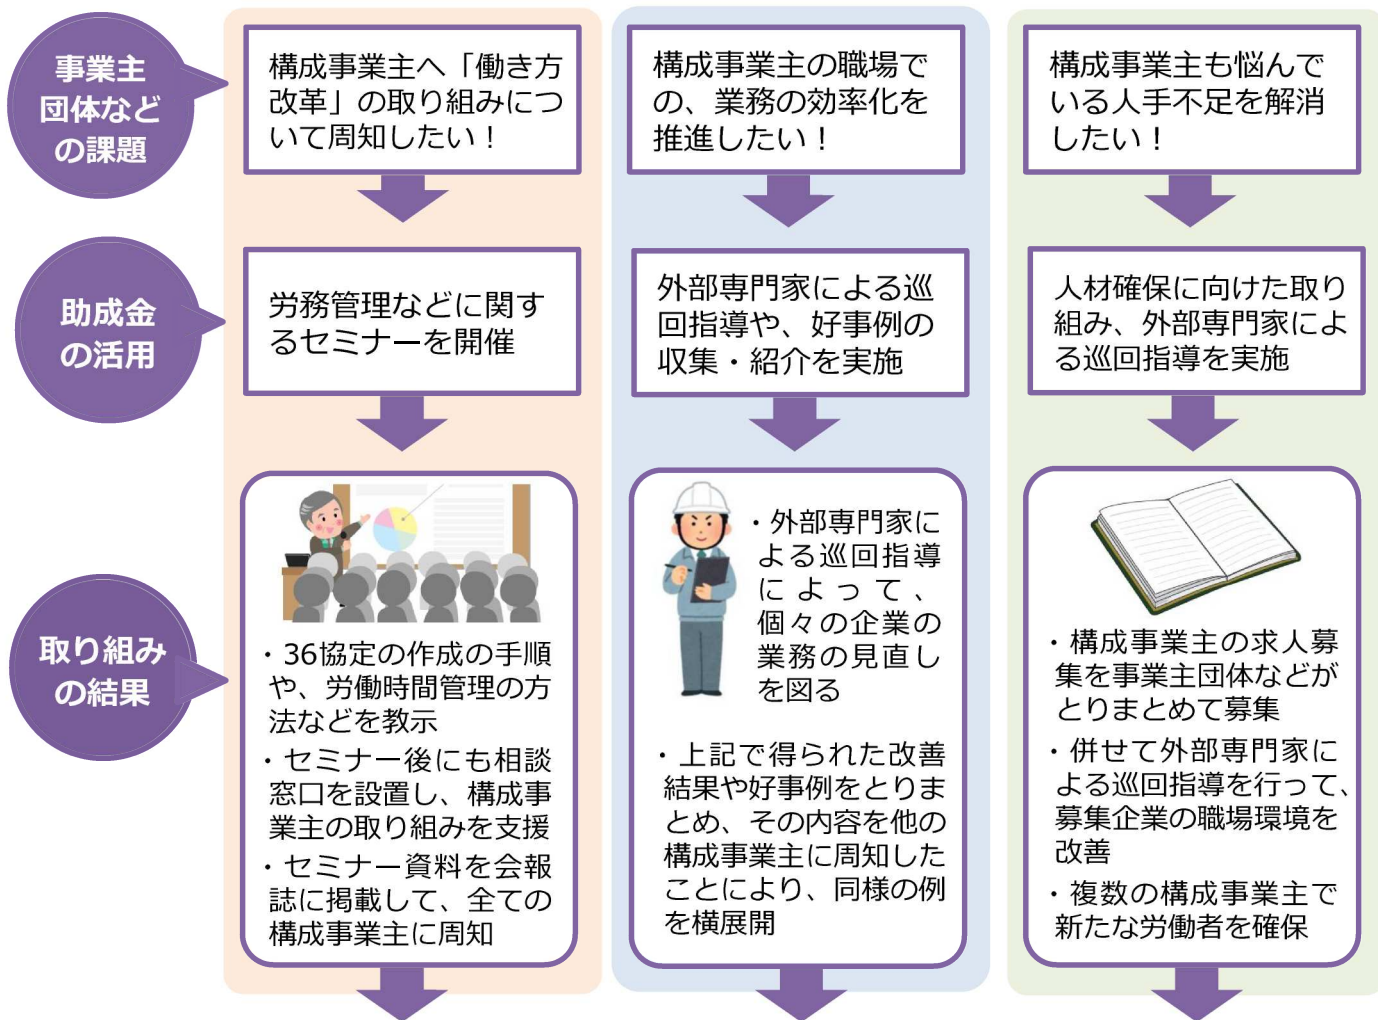 事業主
団体など
の課題
構成事業主へ「働き方
改革」の取り組みにつ
いて周知したい！
構成事業主の職場で
の、業務の効率化を
推進したい！
構成事業主も悩んで
いる人手不足を解消
したい！
助成金
の活用
労務管理などに関す
るセミナーを開催
外部専門家による巡
回指導や、好事例の
収集・紹介を実施
人材確保に向けた取り
組み、外部専門家によ
る巡回指導を実施
取り組み
の結果
・36協定の作成の手順
や、労働時間管理の方
法などを教示
・セミナー後にも相談
窓口を設置し、構成事
業主の取り組みを支援
・セミナー資料を会報
誌に掲載して、全ての
構成事業主に周知
・外部専門家に
よる巡回指導
によって、
個々の企業の
業務の見直し
を図る
・上記で得られた改善
結果や好事例をとりま
とめ、その内容を他の
構成事業主に周知した
ことにより、同様の例
を横展開
・構成事業主の求人募
集を事業主団体などが
とりまとめて募集
・併せて外部専門家に
よる巡回指導を行って、
募集企業の職場環境を
改善
・複数の構成事業主で
新たな労働者を確保